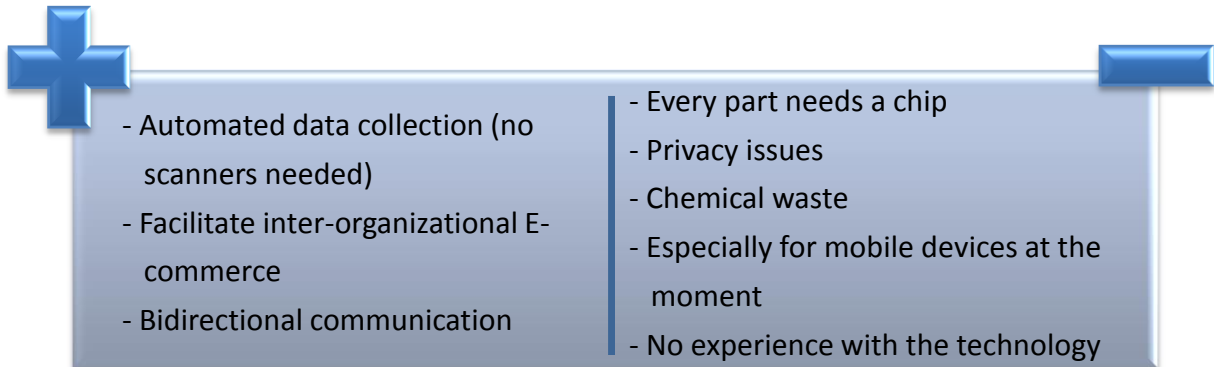 - Automated data collection (no
scanners needed)
- Facilitate inter-organizational E-
commerce
- Bidirectional communication
- Every part needs a chip
- Privacy issues
- Chemical waste
- Especially for mobile devices at the
moment
- No experience with the technology